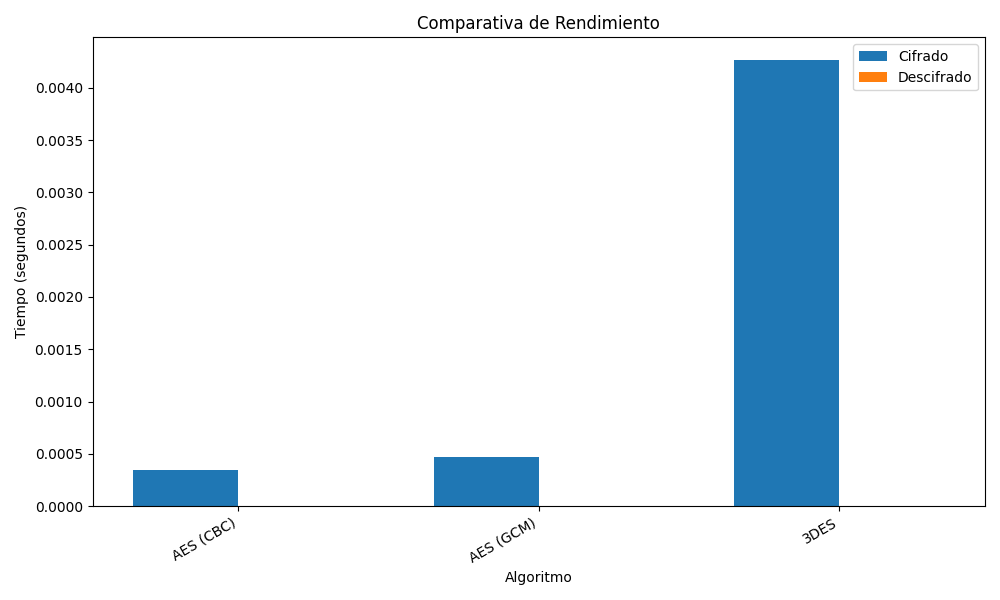 Comparativa de Rendimiento
Cifrado
Descifrado
Tiempo (segundos)
0.0040
0.0035
0.0030
0.0025
0.0020
0.0015
0.0010
0.0005
0.0000
AES (CBC)
AES (GCM)
3DES
Algoritmo